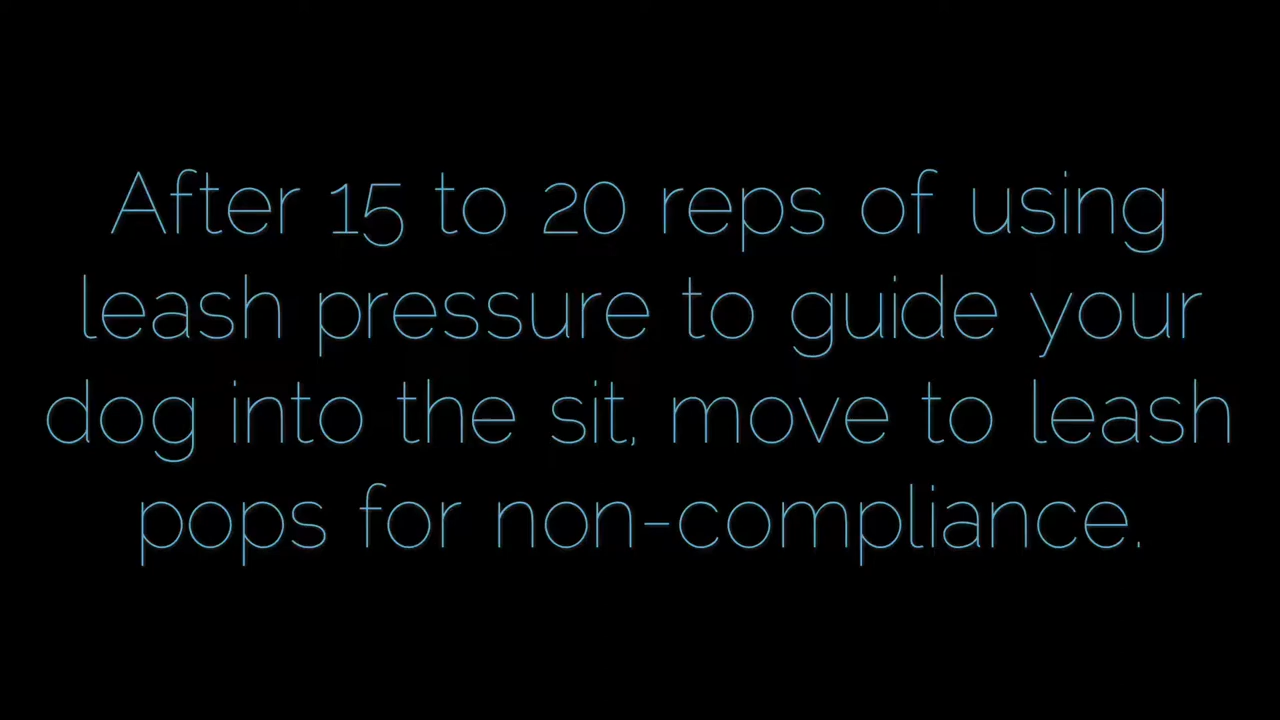 After 15 to 20 reps of using
leash pressure to guide your
dog into the sit, move to leash
pops for non-compliance.